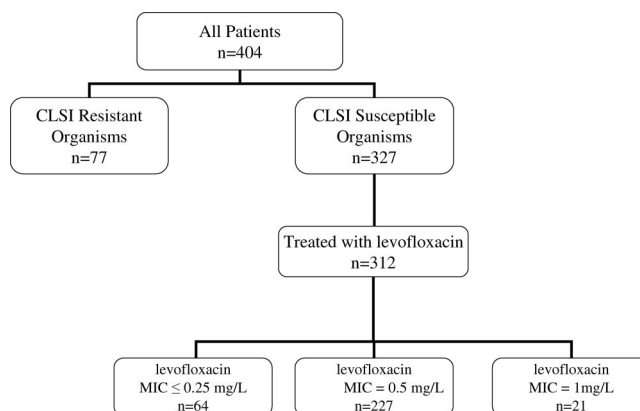 All Patients
n=404
CLSI Resistant
Organisms
n=77
CLSI Susceptible
Organisms
n=327
Treated with levofloxacin
n=312
levofloxacin
MIC ≤ 0.25 mg/L
n=64
levofloxacin
MIC = 0.5 mg/L
n=227
levofloxacin
MIC = 1mg/L
n=21